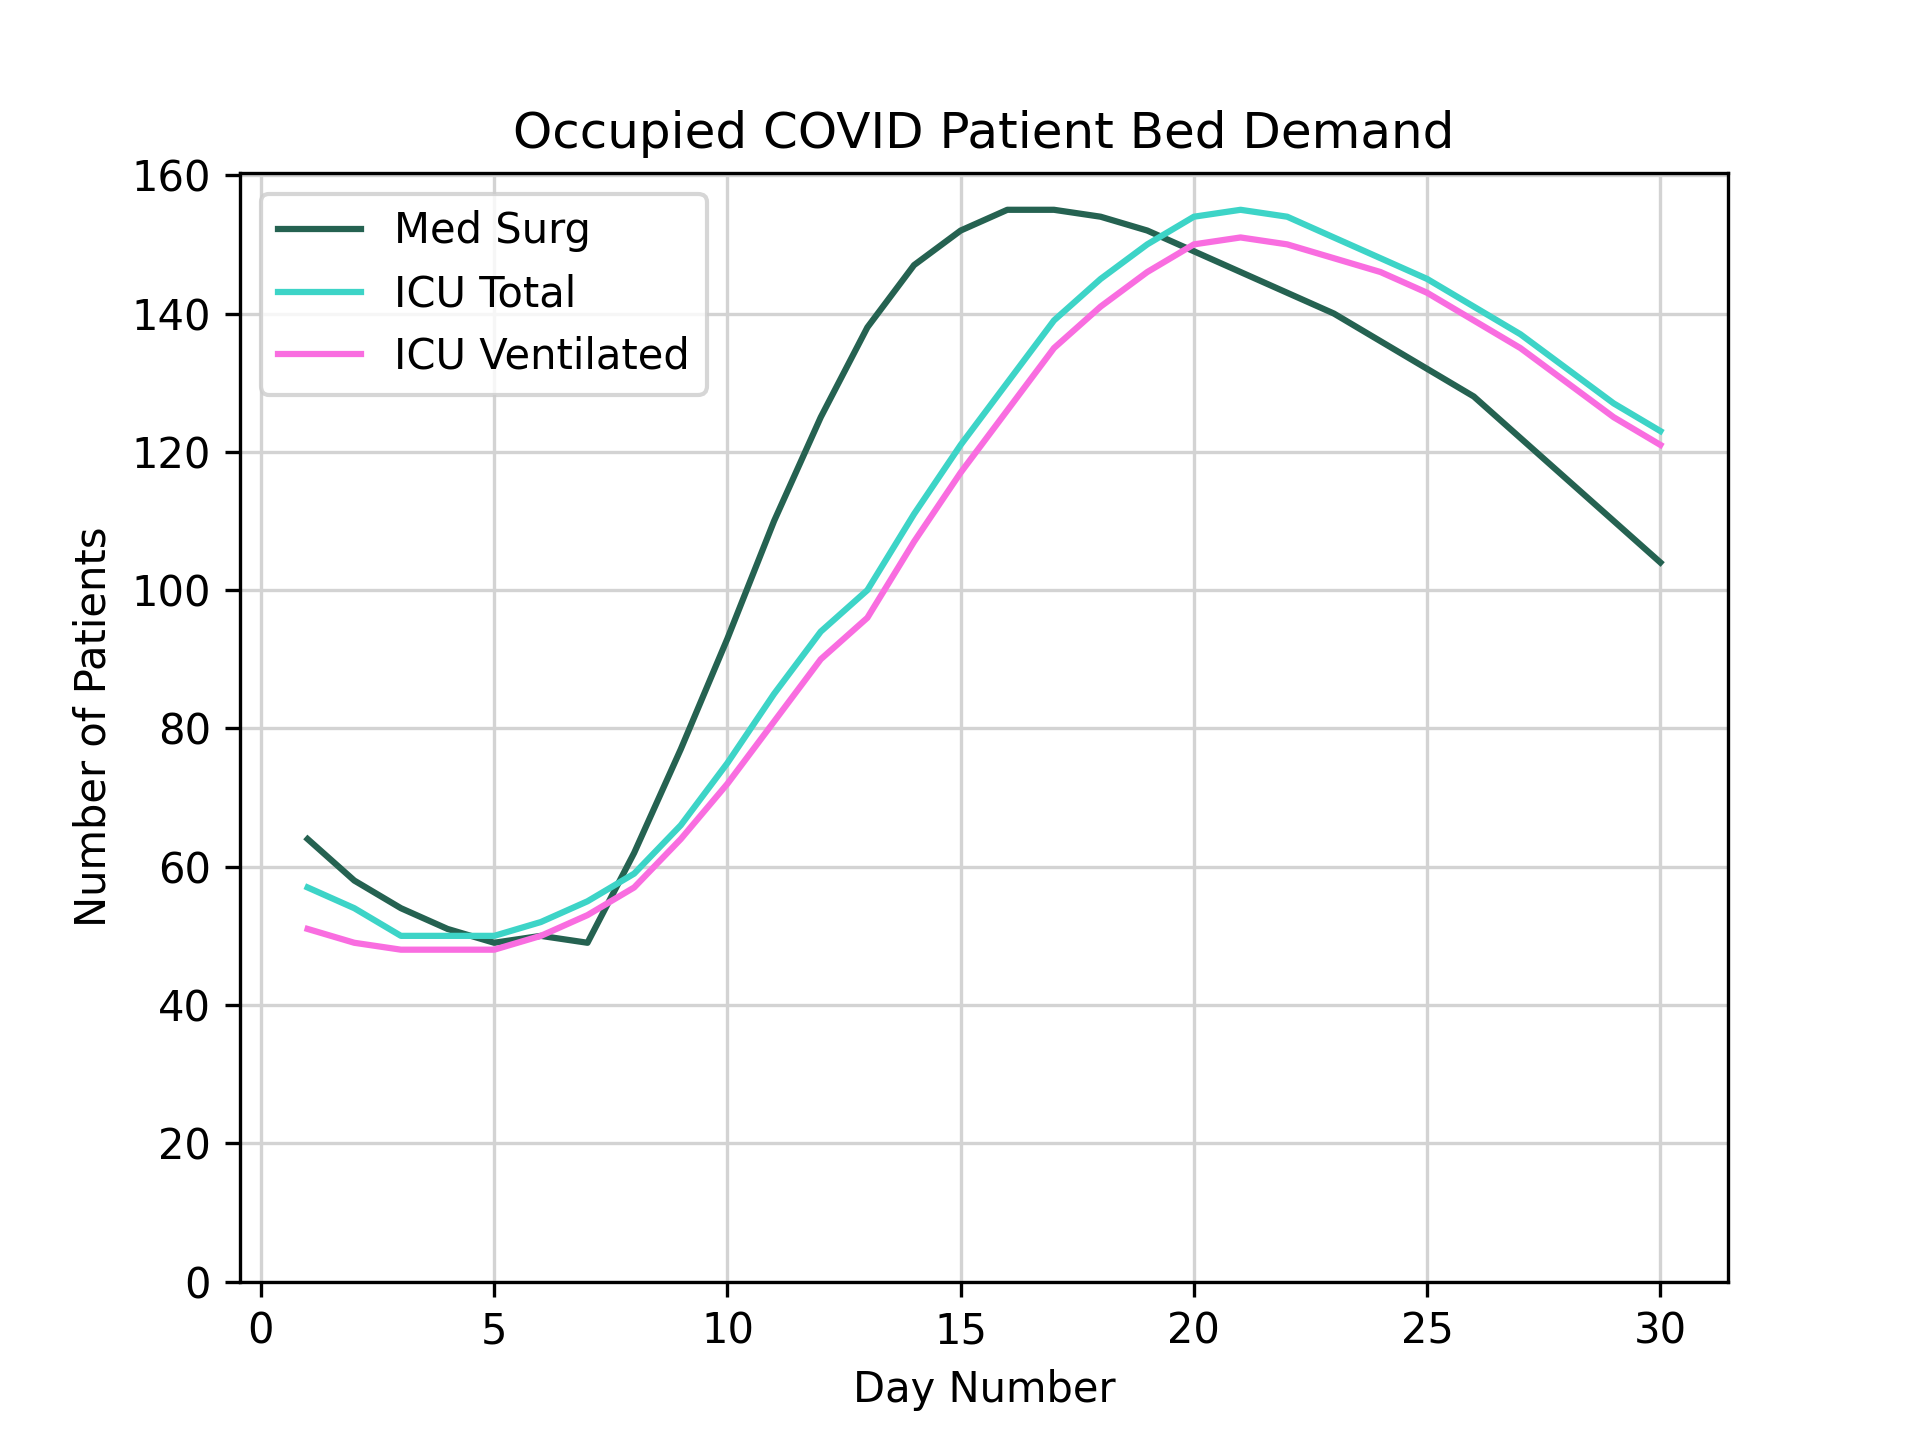 Occupied COVID Patient Bed Demand
Med Surg
ICU Total
ICU Ventilated
Number of Patients
160
140
120
100
80
60
40
20
0
0 5 10 15 20 25 30
Day Number